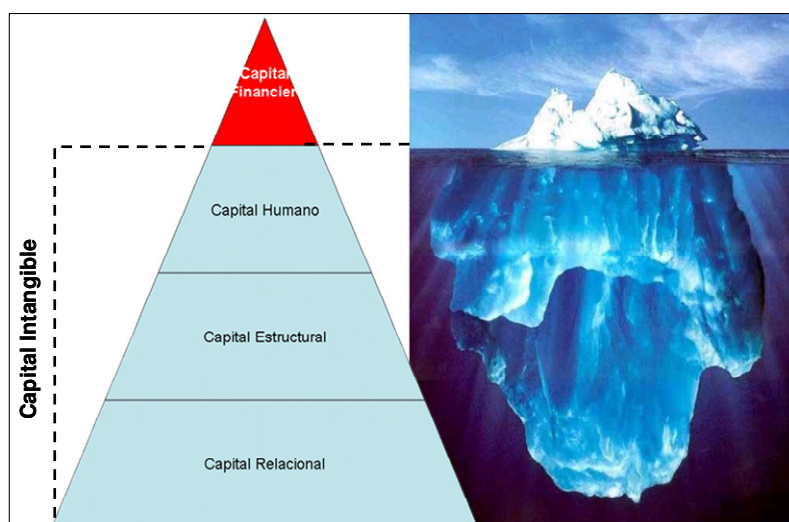 Capital
Financier
Capital Humano
Capital Estructural
Capital Relacional
Capital Intangible